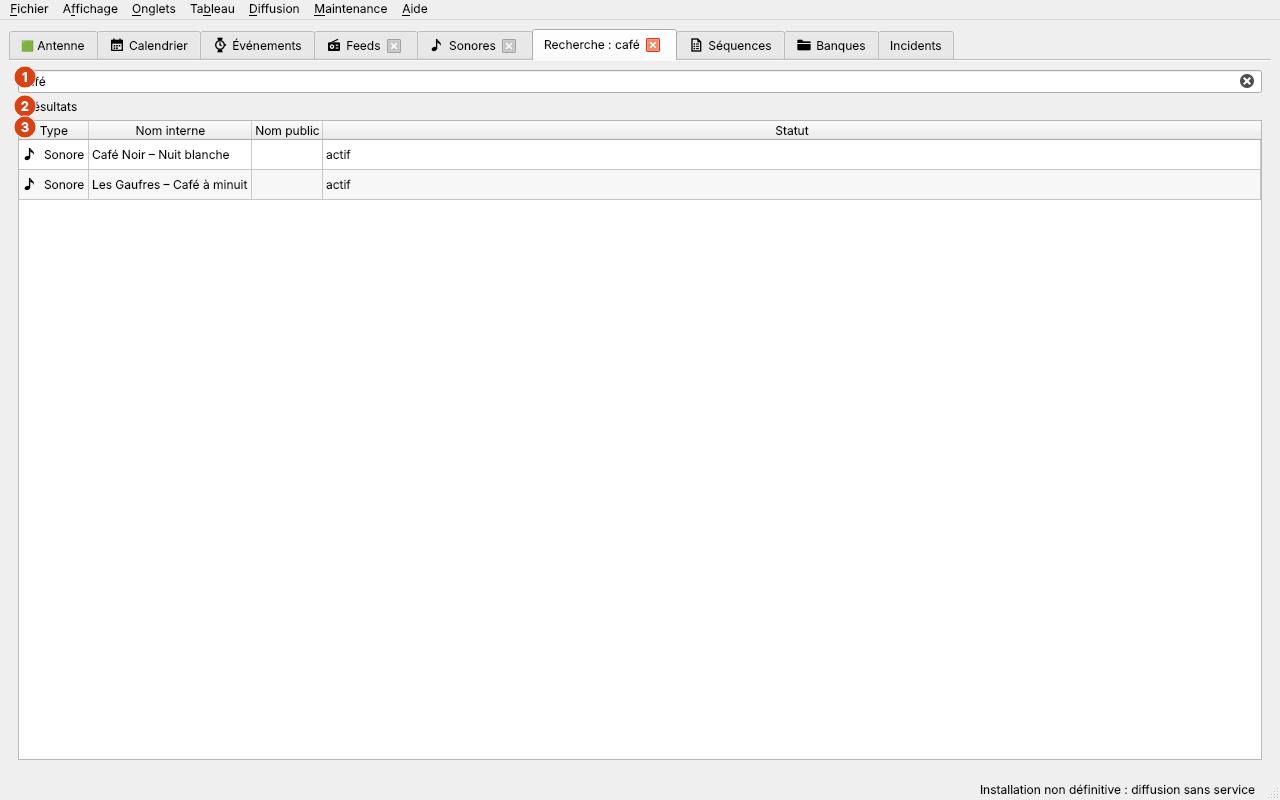 Fichier Affichage Onglets Tableau Diffusion Maintenance Aide
Antenne Calendrier Événements Feeds Sonores Recherche : café Séquences Banques Incidents
1 fé
2 ésultats
3 Type Nom interne Nom public Statut
Sonore Café Noir – Nuit blanche actif
Sonore Les Gaufres – Café à minuit actif
Installation non définitive : diffusion sans service